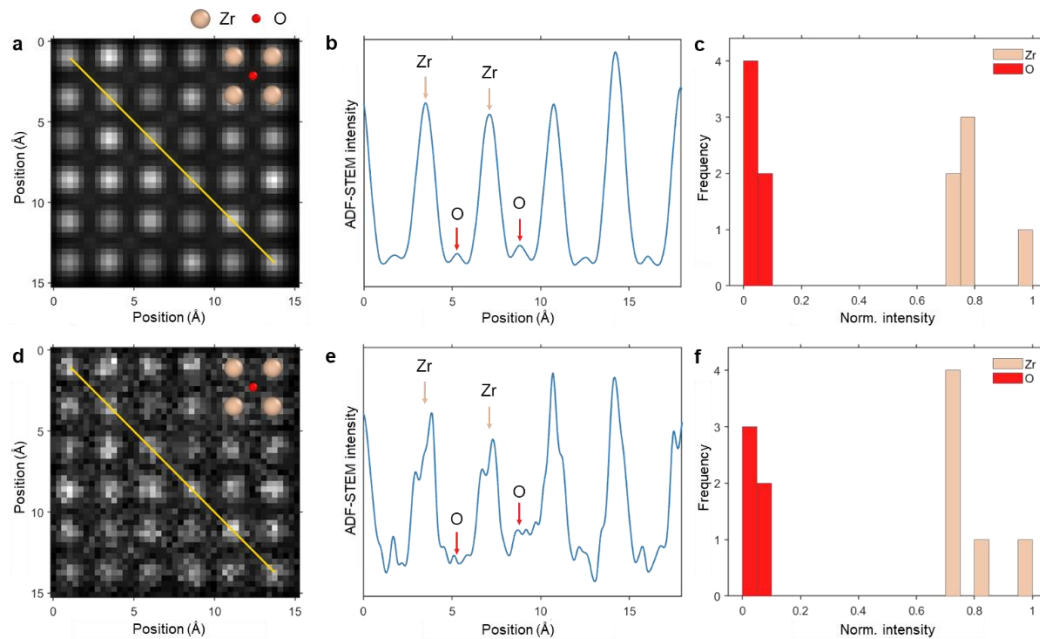 Zr O
a b c
0
5
10
15
Position (Å)
0 5 10 15
Position (Å)
ADF-STEM intensity
Zr Zr
O O
0 5 10 15
Position (Å)
Frequency
4
3
2
1
0
Zr
O
0 0.2 0.4 0.6 0.8 1
Norm. intensity
d e f
0
5
10
15
Position (Å)
0 5 10 15
Position (Å)
ADF-STEM intensity
Zr
Zr
O
O
0 5 10 15
Position (Å)
Frequency
4
3
2
1
0
Zr
O
0 0.2 0.4 0.6 0.8 1
Norm. intensity